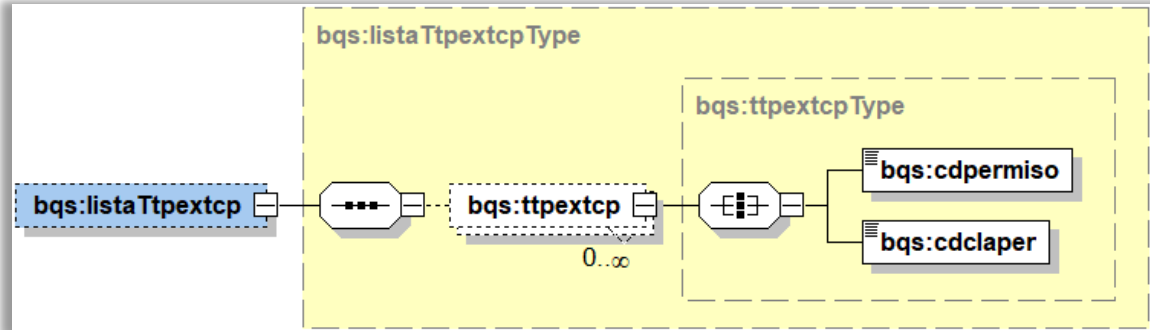 bqs:listaTtpextcpType
bqs:ttpextcpType
bqs:cdpermiso
bqs:listaTtpextcp
bqs:ttpextcp
0..∞
bqs:cdclaper